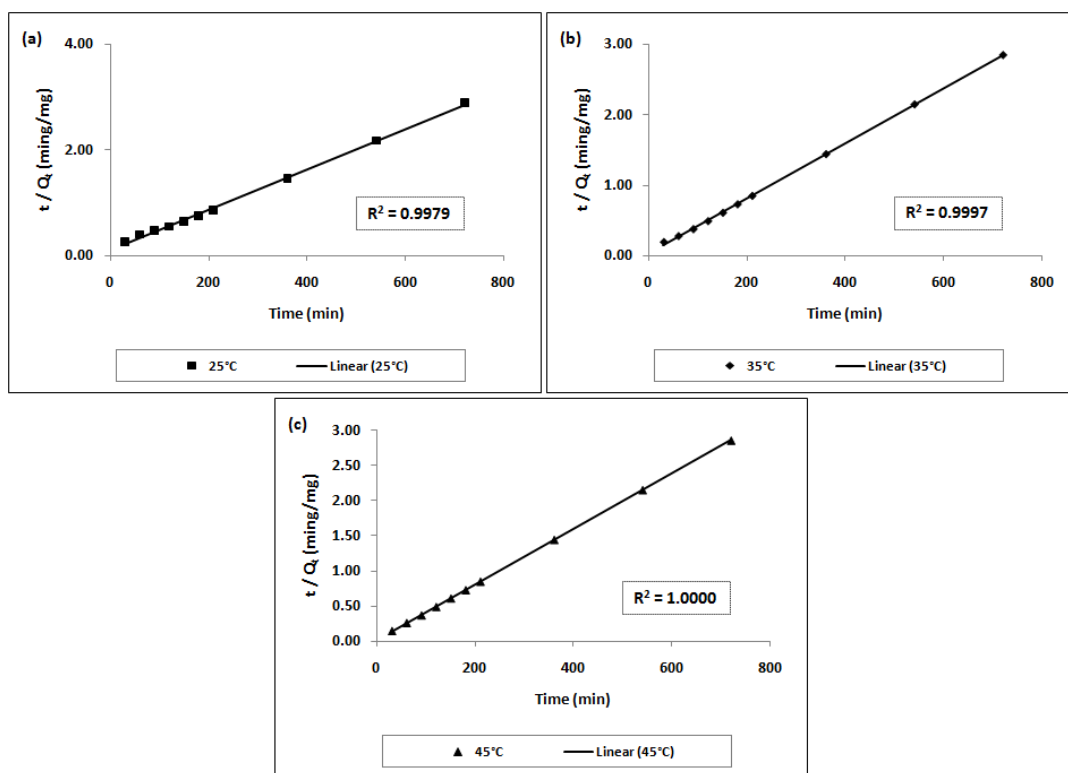 (a)
4.00
2.00
0.00
t / Qt (ming/mg)
R² = 0.9979
0 200 400 600 800
Time (min)
25°C Linear (25°C)
(b)
3.00
2.00
1.00
0.00
t / Qt (ming/mg)
R² = 0.9997
0 200 400 600 800
Time (min)
35°C Linear (35°C)
(c)
3.00
2.50
2.00
1.50
1.00
0.50
0.00
t / Qt (ming/mg)
R² = 1.0000
0 200 400 600 800
Time (min)
45°C Linear (45°C)